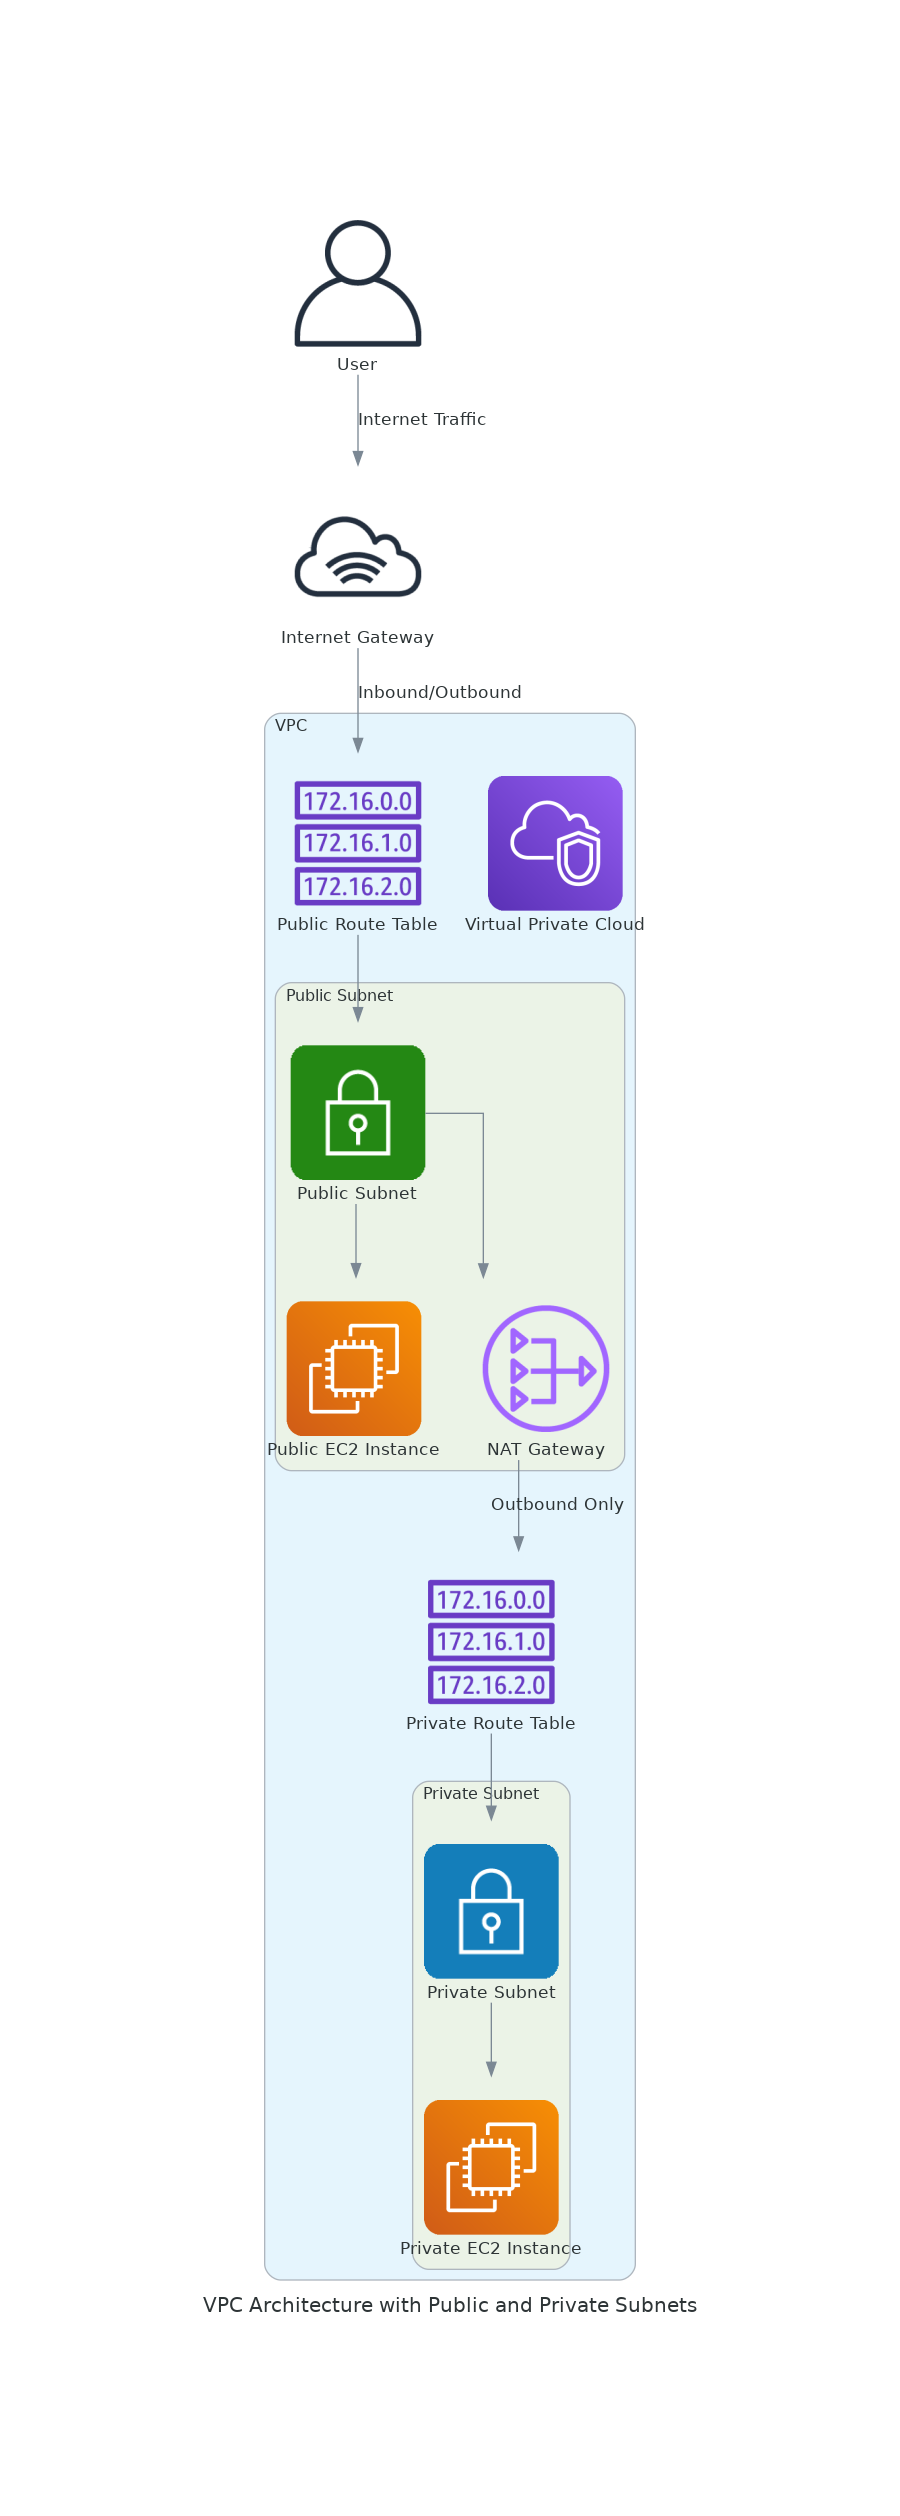 User
Internet Traffic
Internet Gateway
Inbound/Outbound
VPC
172.16.0.0
172.16.1.0
172.16.2.0
Public Route Table
Virtual Private Cloud
Public Subnet
Public Subnet
Public EC2 Instance
NAT Gateway
Outbound Only
172.16.0.0
172.16.1.0
172.16.2.0
Private Route Table
Private Subnet
Private Subnet
Private EC2 Instance
VPC Architecture with Public and Private Subnets